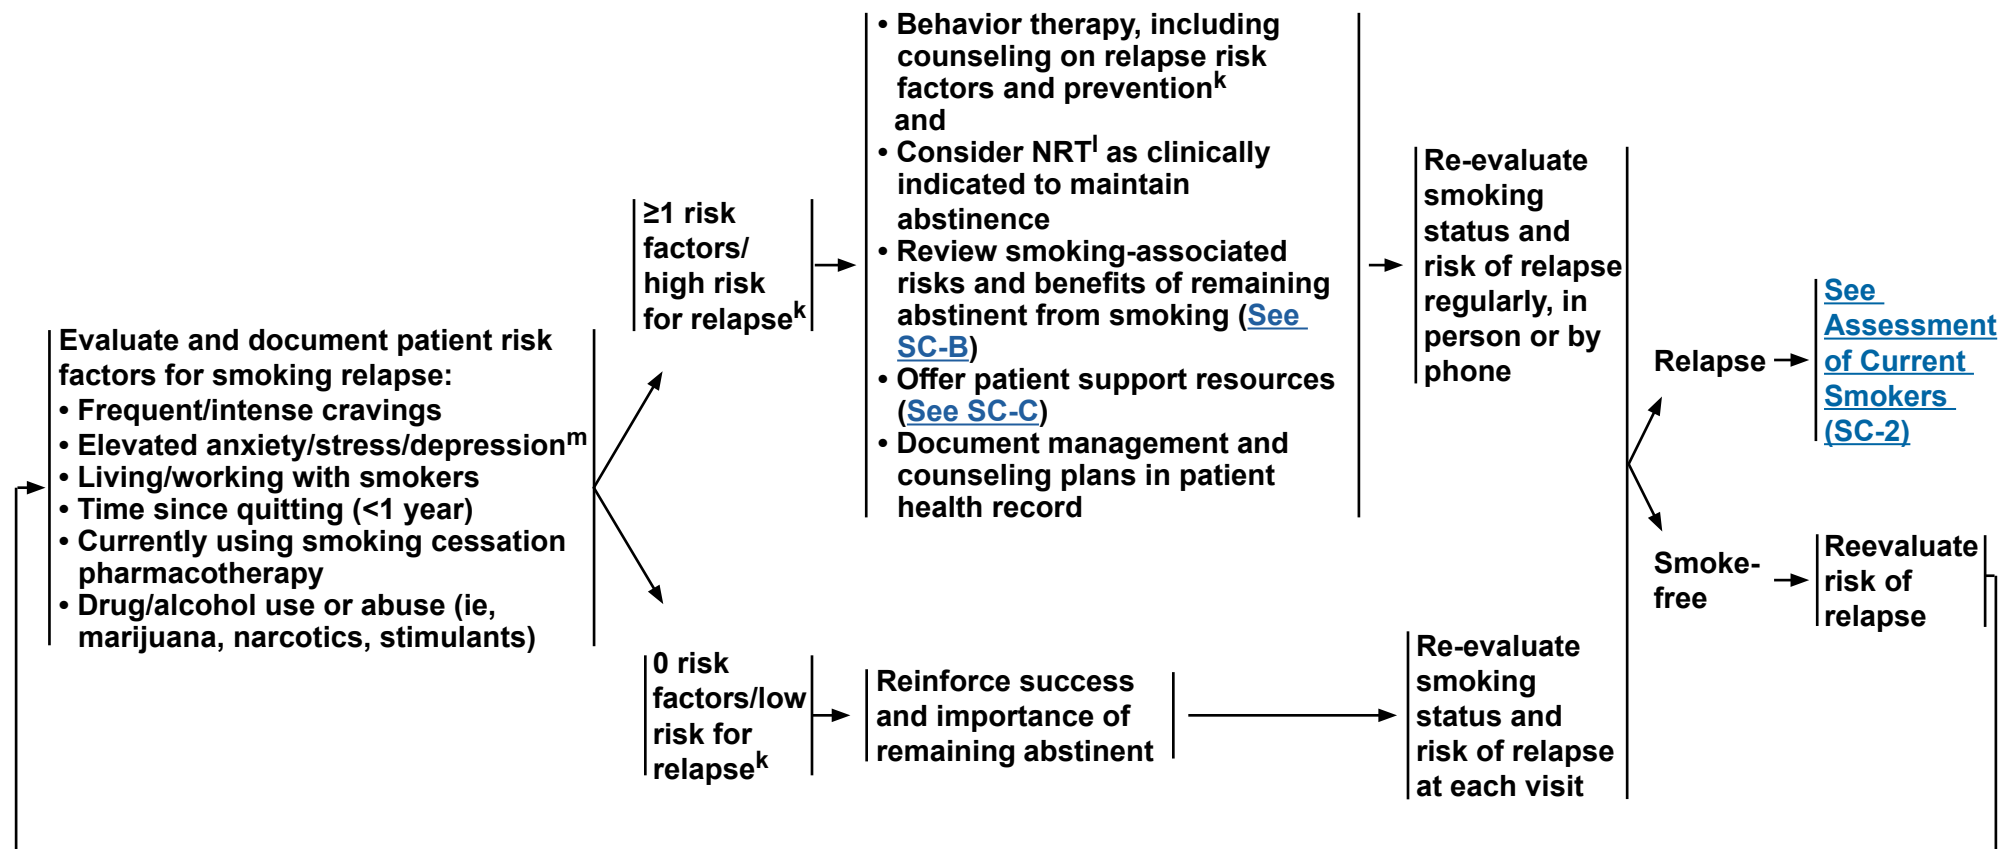 Evaluate and document patient risk
factors for smoking relapse:
• Frequent/intense cravings
• Elevated anxiety/stress/depressionᵐ
• Living/working with smokers
• Time since quitting (<1 year)
• Currently using smoking cessation
pharmacotherapy
• Drug/alcohol use or abuse (ie,
marijuana, narcotics, stimulants)
≥1 risk
factors/
high risk
for relapseᵏ
• Behavior therapy, including
counseling on relapse risk
factors and preventionᵏ
and
• Consider NRTˡ as clinically
indicated to maintain
abstinence
• Review smoking-associated
risks and benefits of remaining
abstinent from smoking (See
SC-B)
• Offer patient support resources
(See SC-C)
• Document management and
counseling plans in patient
health record
Re-evaluate
smoking
status and
risk of relapse
regularly, in
person or by
phone
0 risk
factors/low
risk for
relapseᵏ
Reinforce success
and importance of
remaining abstinent
Re-evaluate
smoking
status and
risk of relapse
at each visit
Relapse
See
Assessment
of Current
Smokers
(SC-2)
Smoke-
free
Reevaluate
risk of
relapse